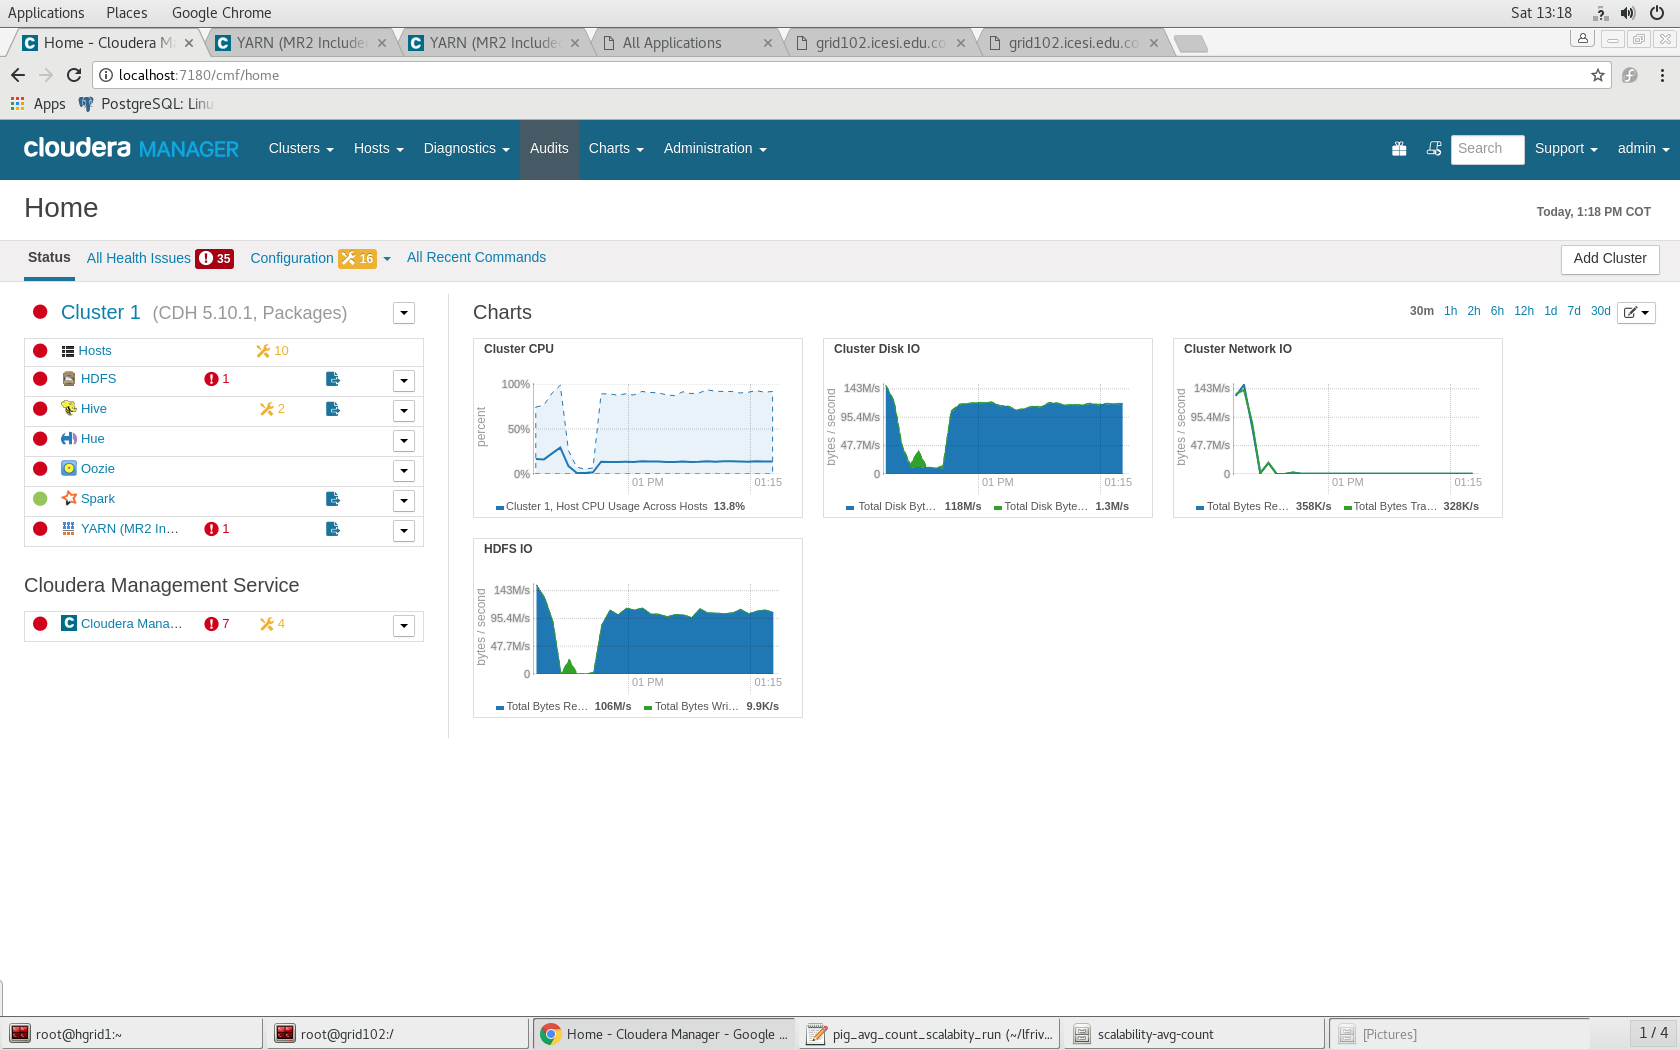 Applications Places Google Chrome Sat 13:18
Home - Cloudera M YARN (MR2 Include YARN (MR2 Include All Applications grid102.icesi.edu.co grid102.icesi.edu.co
localhost:7180/cmf/home
Apps PostgreSQL: Linu
cloudera MANAGER Clusters Hosts Diagnostics Audits Charts Administration Search Support admin
Home
Today, 1:18 PM COT
Status All Health Issues 35 Configuration 16 All Recent Commands Add Cluster
Cluster 1 (CDH 5.10.1, Packages)
Hosts 10
HDFS 1
Hive 2
Hue
Oozie
Spark
YARN (MR2 In... 1
Cloudera Management Service
Cloudera Mana... 7 4
Charts
30m 1h 2h 6h 12h 1d 7d 30d
Cluster CPU
percent
100%
50%
0%
01 PM 01:15
Cluster 1, Host CPU Usage Across Hosts 13.8%
Cluster Disk IO
bytes / second
143M/s
95.4M/s
47.7M/s
0
01 PM 01:15
Total Disk Byt... 118M/s Total Disk Byte... 1.3M/s
Cluster Network IO
bytes / second
143M/s
95.4M/s
47.7M/s
0
01 PM 01:15
Total Bytes Re... 358K/s Total Bytes Tra... 328K/s
HDFS IO
bytes / second
143M/s
95.4M/s
47.7M/s
0
01 PM 01:15
Total Bytes Re... 106M/s Total Bytes Wri... 9.9K/s
root@hgrid1:~ root@grid102:/ Home - Cloudera Manager - Google ... pig_avg_count_scalabity_run (~/lfriv... scalability-avg-count [Pictures] 1 / 4